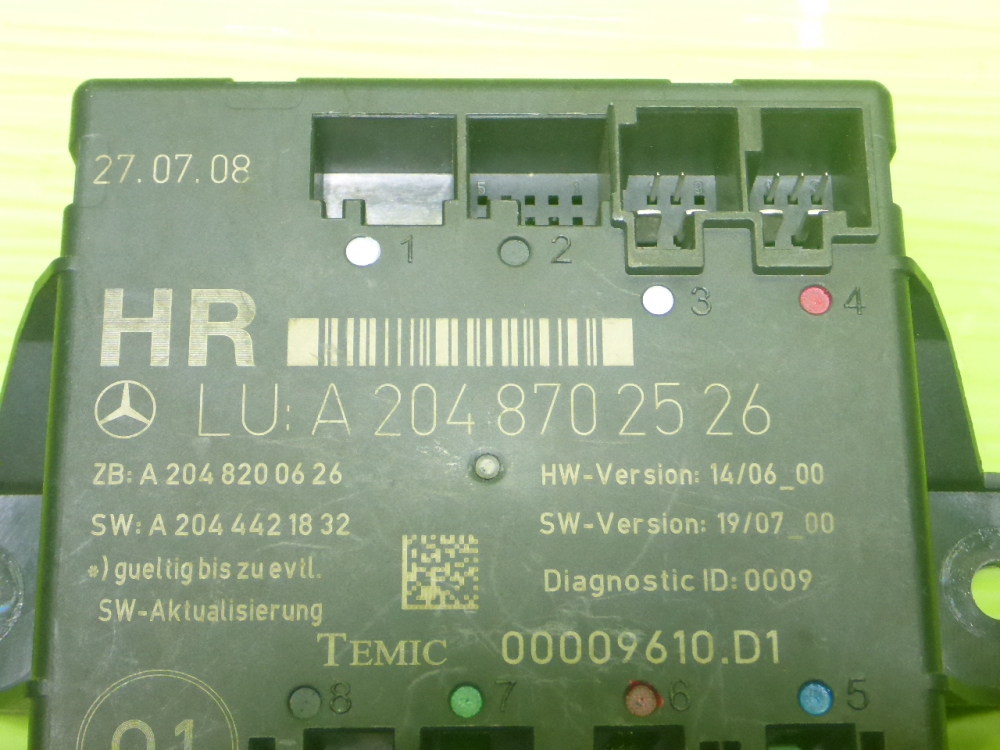 27.07.08
1 2
3 4
HR
LU: A 204 870 25 26
ZB: A 204 820 06 26
HW-Version: 14/06_00
SW: A 204 442 18 32
SW-Version: 19/07_00
*) gueltig bis zu evtl.
Diagnostic ID: 0009
SW-Aktualisierung
TEMIC 00009610.D1
8 7 6 5
01